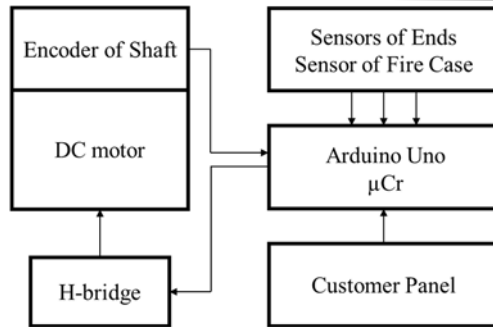 Encoder of Shaft
DC motor
H-bridge
Sensors of Ends
Sensor of Fire Case
Arduino Uno
µCr
Customer Panel